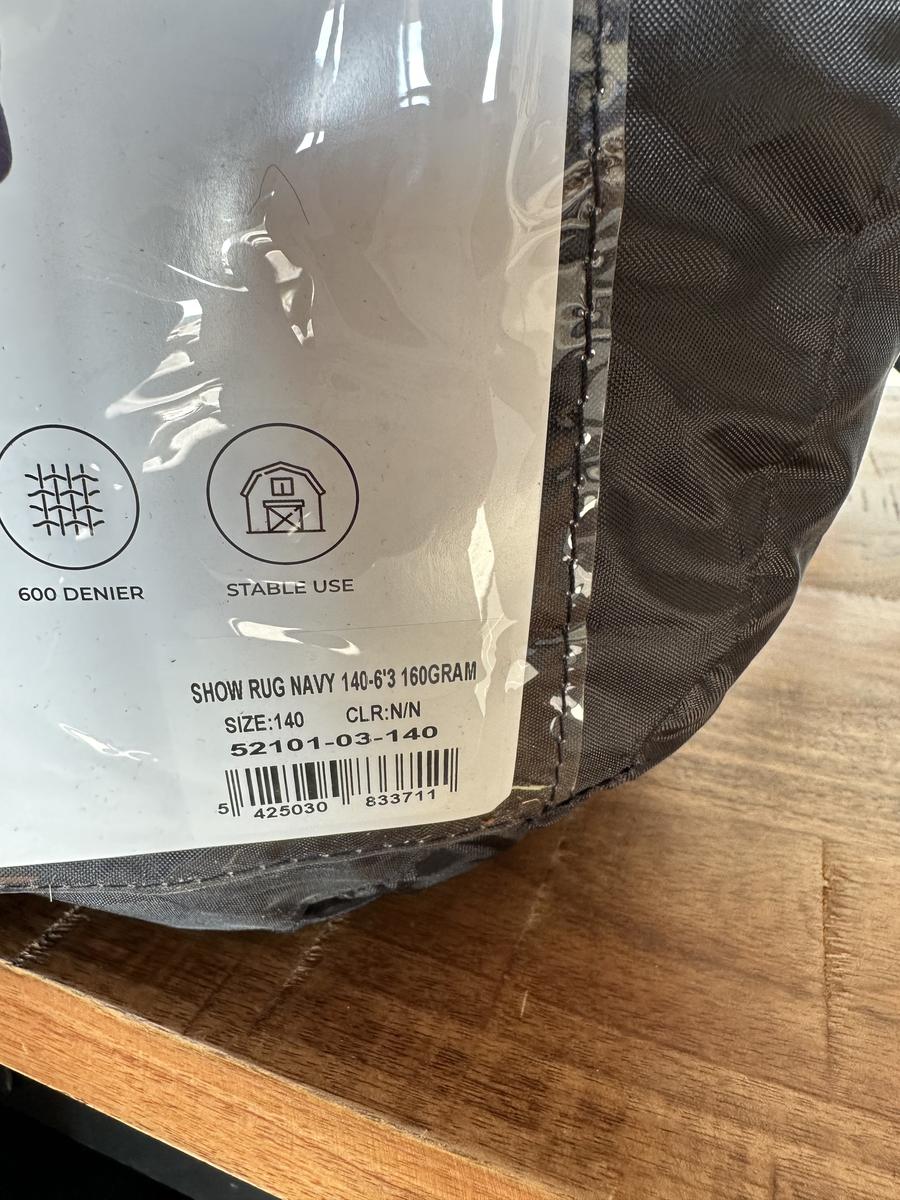 600 DENIER
STABLE USE
SHOW RUG NAVY 140-6'3 160GRAM
SIZE:140 CLR:N/N
52101-03-140
5 425030 833711